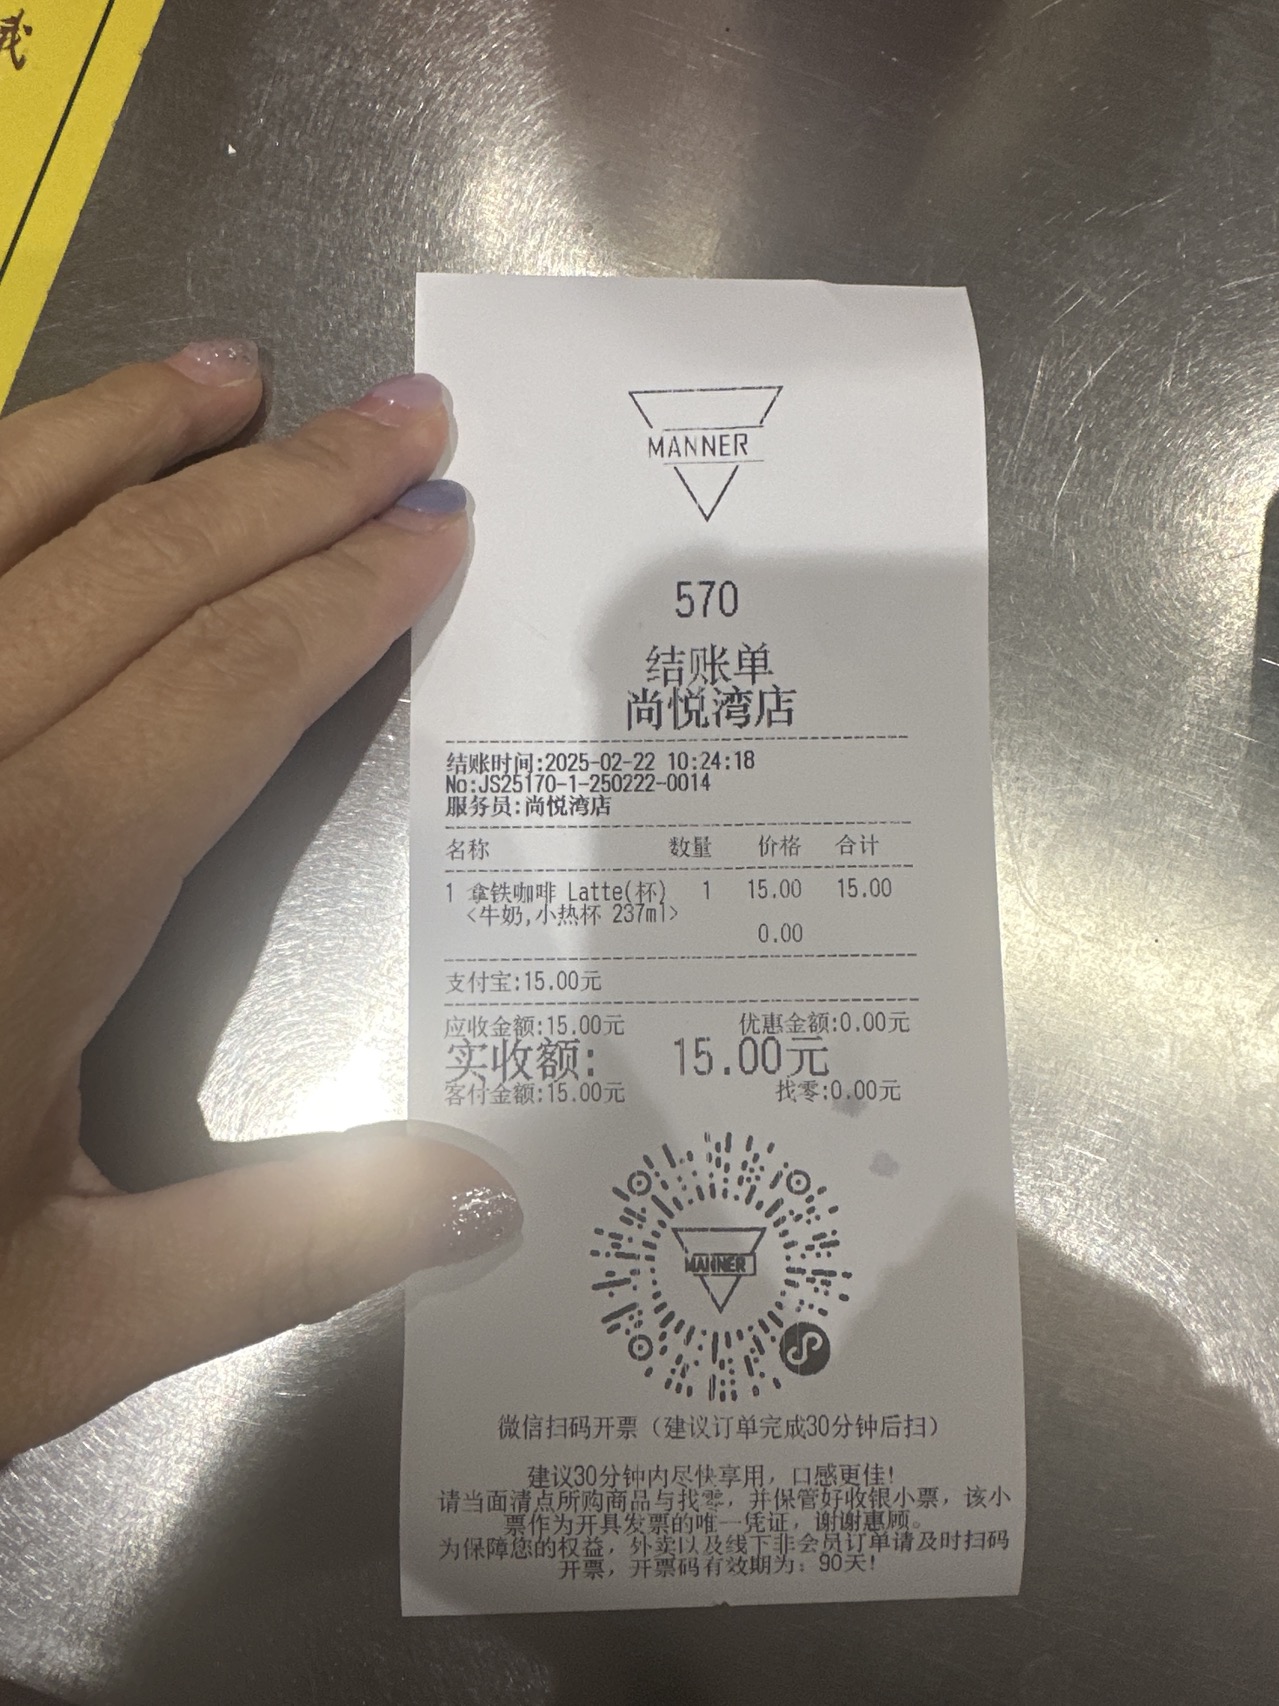 MANNER
570
结账单
尚悦湾店
结账时间:2025-02-22 10:24:18
No:JS25170-1-250222-0014
服务员:尚悦湾店
名称 数量 价格 合计
1 拿铁咖啡 Latte(杯) 1 15.00 15.00
<牛奶,小热杯 237ml>
0.00
支付宝:15.00元
应收金额:15.00元 优惠金额:0.00元
实收额: 15.00元
客付金额:15.00元 找零:0.00元
MANNER
微信扫码开票（建议订单完成30分钟后扫）
建议30分钟内尽快享用，口感更佳!
请当面清点所购商品与找零，并保管好收银小票，该小
票作为开具发票的唯一凭证，谢谢惠顾。
为保障您的权益，外卖以及线下非会员订单请及时扫码
开票，开票码有效期为：90天!